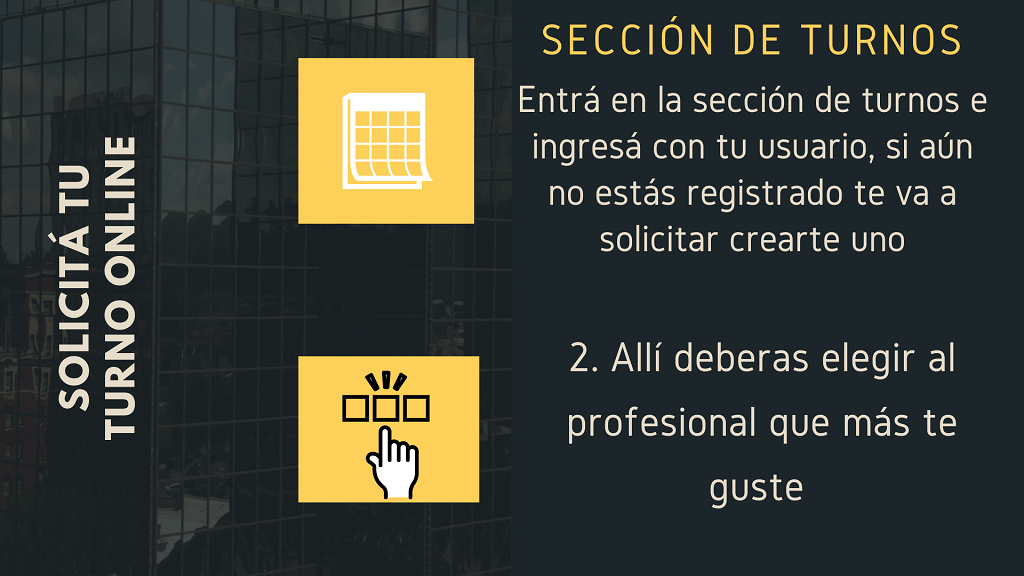 SOLICITÁ TU
TURNO ONLINE
SECCIÓN DE TURNOS
Entrá en la sección de turnos e
ingresá con tu usuario, si aún
no estás registrado te va a
solicitar crearte uno
2. Allí deberas elegir al
profesional que más te
guste